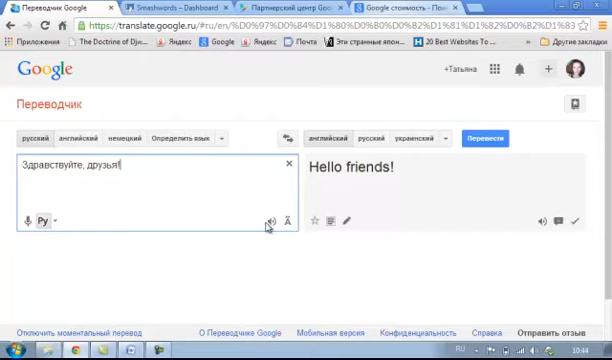 Переводчик Google
Smashwords – Dashboard
Партнерский центр Goo
Google стоимость - Пои
https://translate.google.ru/#ru/en/%D0%97%D0%B4%D1%80%D0%B0%D0%B2%D1%81%D1%82%D0%B2%D1%83
Приложения
The Doctrine of Dj
Яндекс
Google
Яндекс
Почта
Эти странные япон
20 Best Websites To
Другие закладки
Google
+Татьяна
Переводчик
русский английский немецкий Определить язык
английский русский украинский Перевести
Здравствуйте, друзья!
Hello friends!
Ру
Ä
Отключить моментальный перевод
О Переводчике Google
Мобильная версия
Конфиденциальность
Справка
Отправить отзыв
RU
10:44